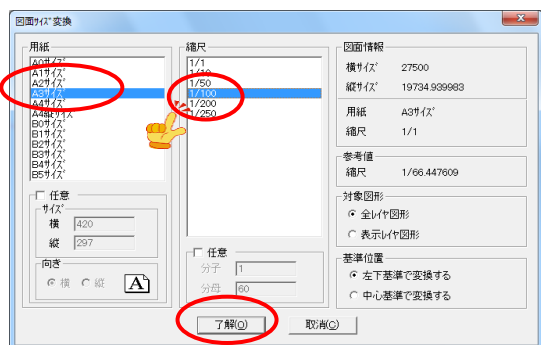 図面ｻｲｽﾞ変換
用紙
A0ｻｲｽﾞ
A1ｻｲｽﾞ
A2ｻｲｽﾞ
A3ｻｲｽﾞ
A4ｻｲｽﾞ
A4縦ｻｲｽﾞ
B0ｻｲｽﾞ
B1ｻｲｽﾞ
B2ｻｲｽﾞ
B3ｻｲｽﾞ
B4ｻｲｽﾞ
B5ｻｲｽﾞ
任意
ｻｲｽﾞ
横 420
縦 297
向き
横 縦 A
縮尺
1/1
1/10
1/50
1/100
1/200
1/250
任意
分子 1
分母 60
図面情報
横ｻｲｽﾞ 27500
縦ｻｲｽﾞ 19734.939983
用紙 A3ｻｲｽﾞ
縮尺 1/1
参考値
縮尺 1/66.447609
対象図形
全ﾚｲﾔ図形
表示ﾚｲﾔ図形
基準位置
左下基準で変換する
中心基準で変換する
了解(O) 取消(C)